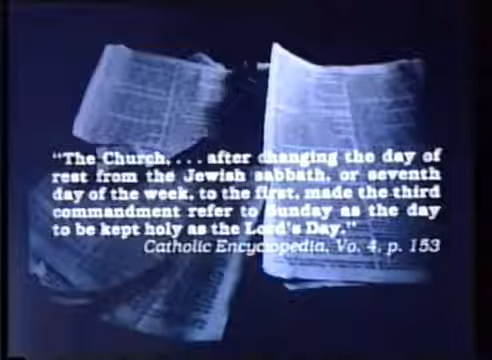 “The Church, . . . after changing the day of
rest from the Jewish sabbath, or seventh
day of the week, to the first, made the third
commandment refer to Sunday as the day
to be kept holy as the Lord's Day.”
Catholic Encyclopedia, Vo. 4, p. 153